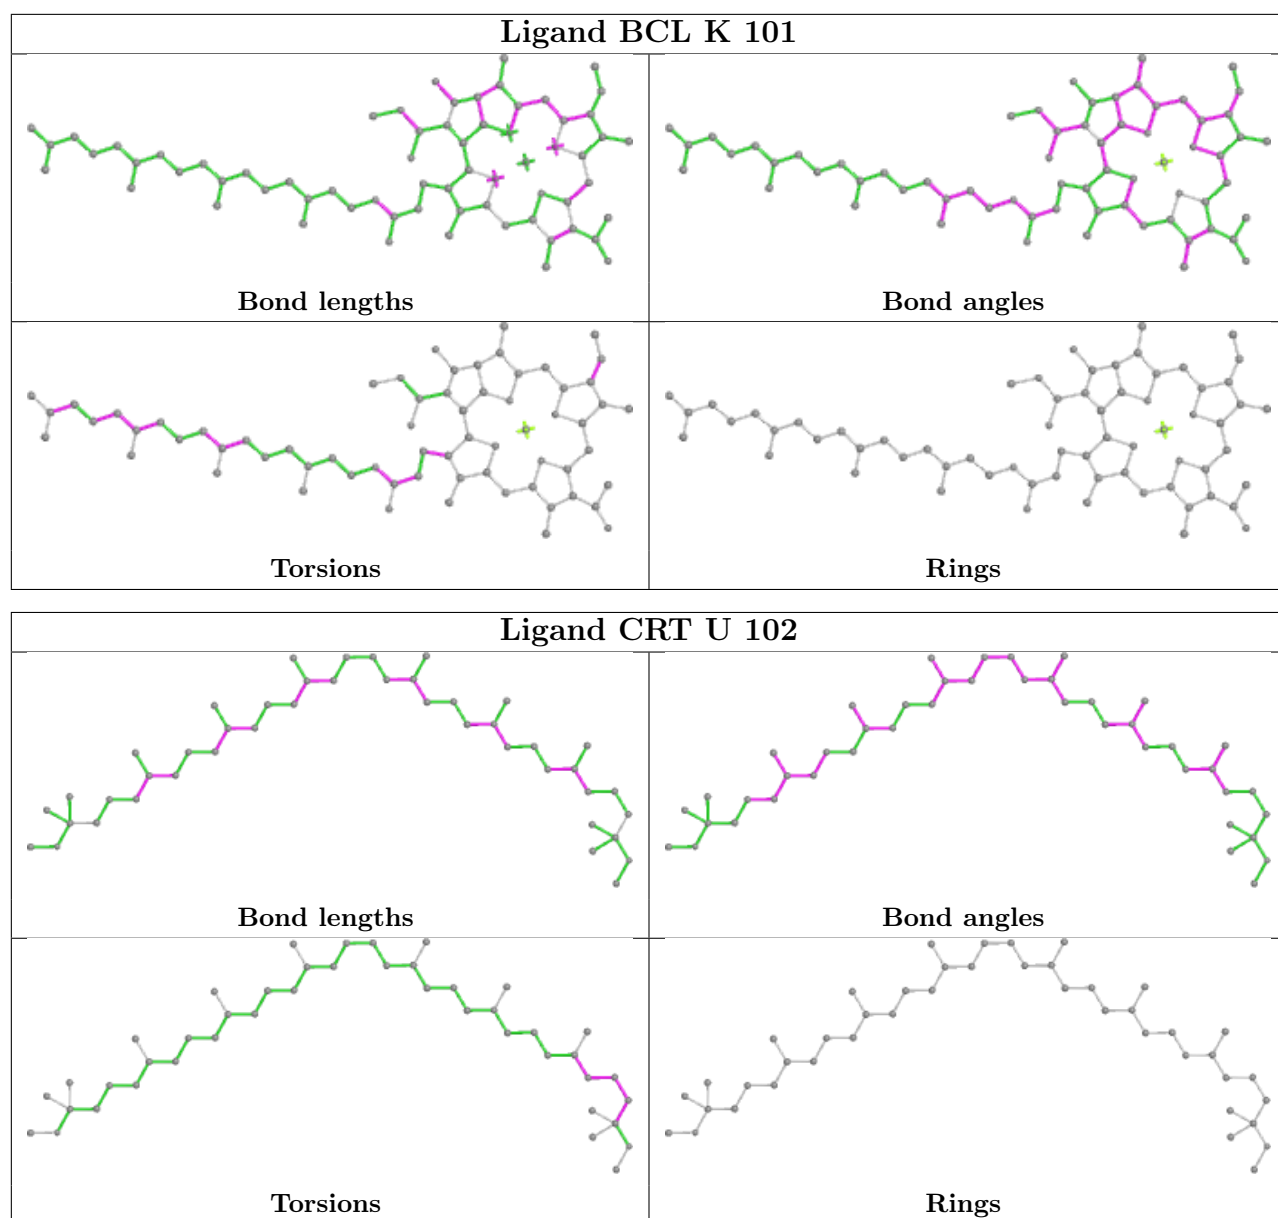 Ligand BCL K 101
Bond lengths
Bond angles
Torsions
Rings
Ligand CRT U 102
Bond lengths
Bond angles
Torsions
Rings